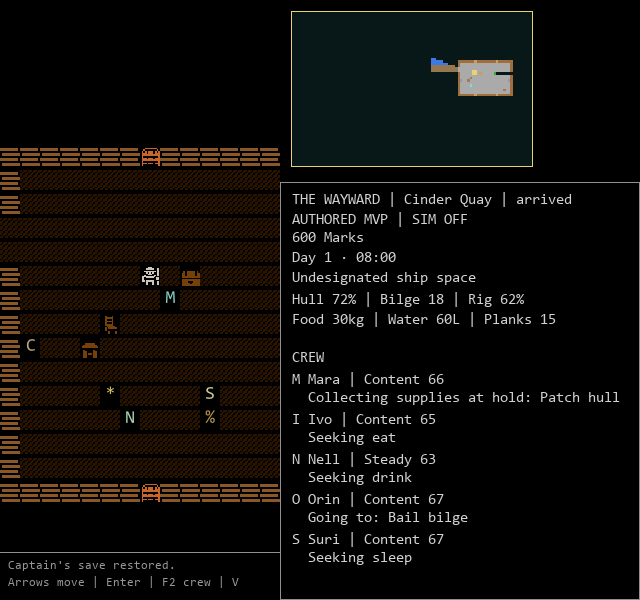 THE WAYWARD | Cinder Quay | arrived
AUTHORED MVP | SIM OFF
600 Marks
Day 1 · 08:00
Undesignated ship space
Hull 72% | Bilge 18 | Rig 62%
Food 30kg | Water 60L | Planks 15
CREW
M Mara | Content 66
Collecting supplies at hold: Patch hull
I Ivo | Content 65
Seeking eat
N Nell | Steady 63
Seeking drink
O Orin | Content 67
Going to: Bail bilge
S Suri | Content 67
Seeking sleep
M
C
* S
N %
Captain's save restored.
Arrows move | Enter | F2 crew | V